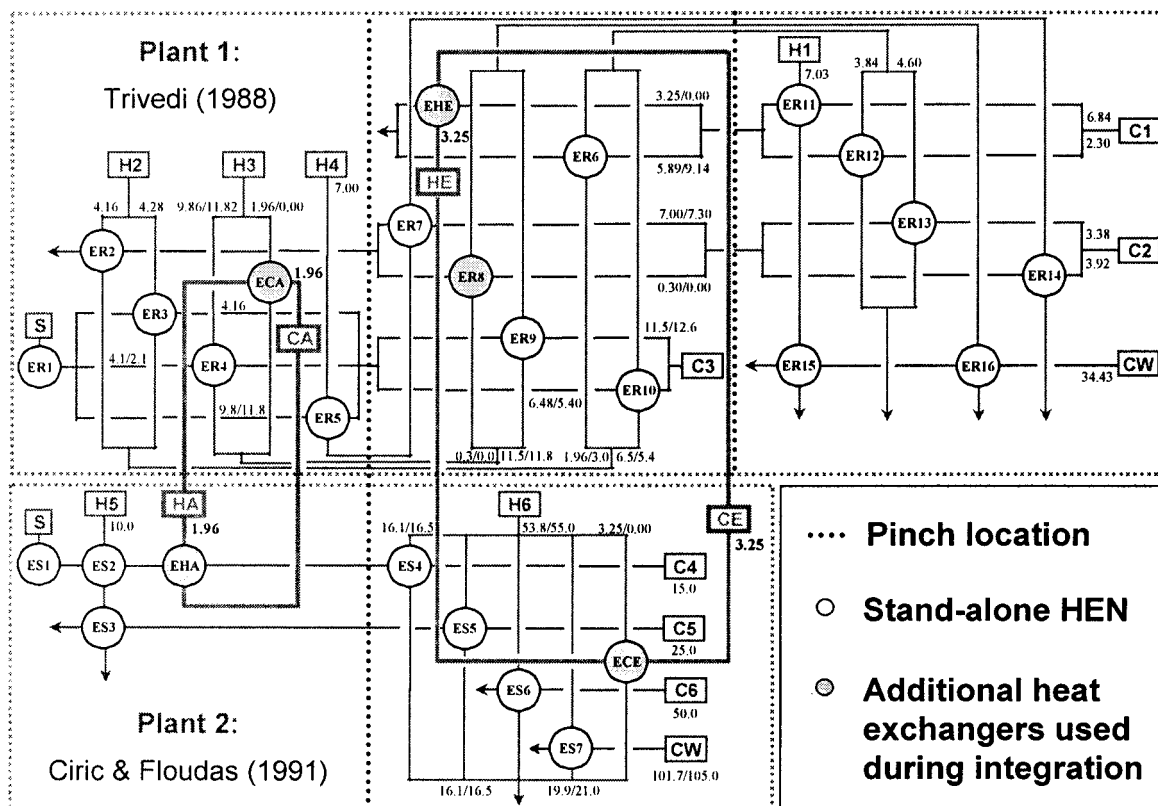 Plant 1:
Trivedi (1988)
H2
H3
H4
7.00
4.16
4.28
9.86/11.82
1.96/0.00
ER2
ECA
1.96
ER3
4.16
S
CA
ER1
4.1/2.1
ER4
9.8/11.8
ER5
EHE
3.25
3.25/0.00
HE
ER6
5.89/9.14
ER7
7.00/7.30
ER8
0.30/0.00
ER9
11.5/12.6
C3
ER10
6.48/5.40
0.3/0.0
11.5/11.8
1.96/3.0
6.5/5.4
H1
7.03
3.84
4.60
ER11
6.84
C1
2.30
ER12
ER13
3.38
C2
3.92
ER14
ER15
ER16
CW
34.43
HA
1.96
S
H5
10.0
ES1
ES2
EHA
16.1/16.5
H6
53.8/55.0
3.25/0.00
CE
3.25
ES4
C4
15.0
ES3
ES5
C5
25.0
ECE
ES6
C6
50.0
ES7
CW
101.7/105.0
16.1/16.5
19.9/21.0
Plant 2:
Ciric & Floudas (1991)
Pinch location
Stand-alone HEN
Additional heat
exchangers used
during integration